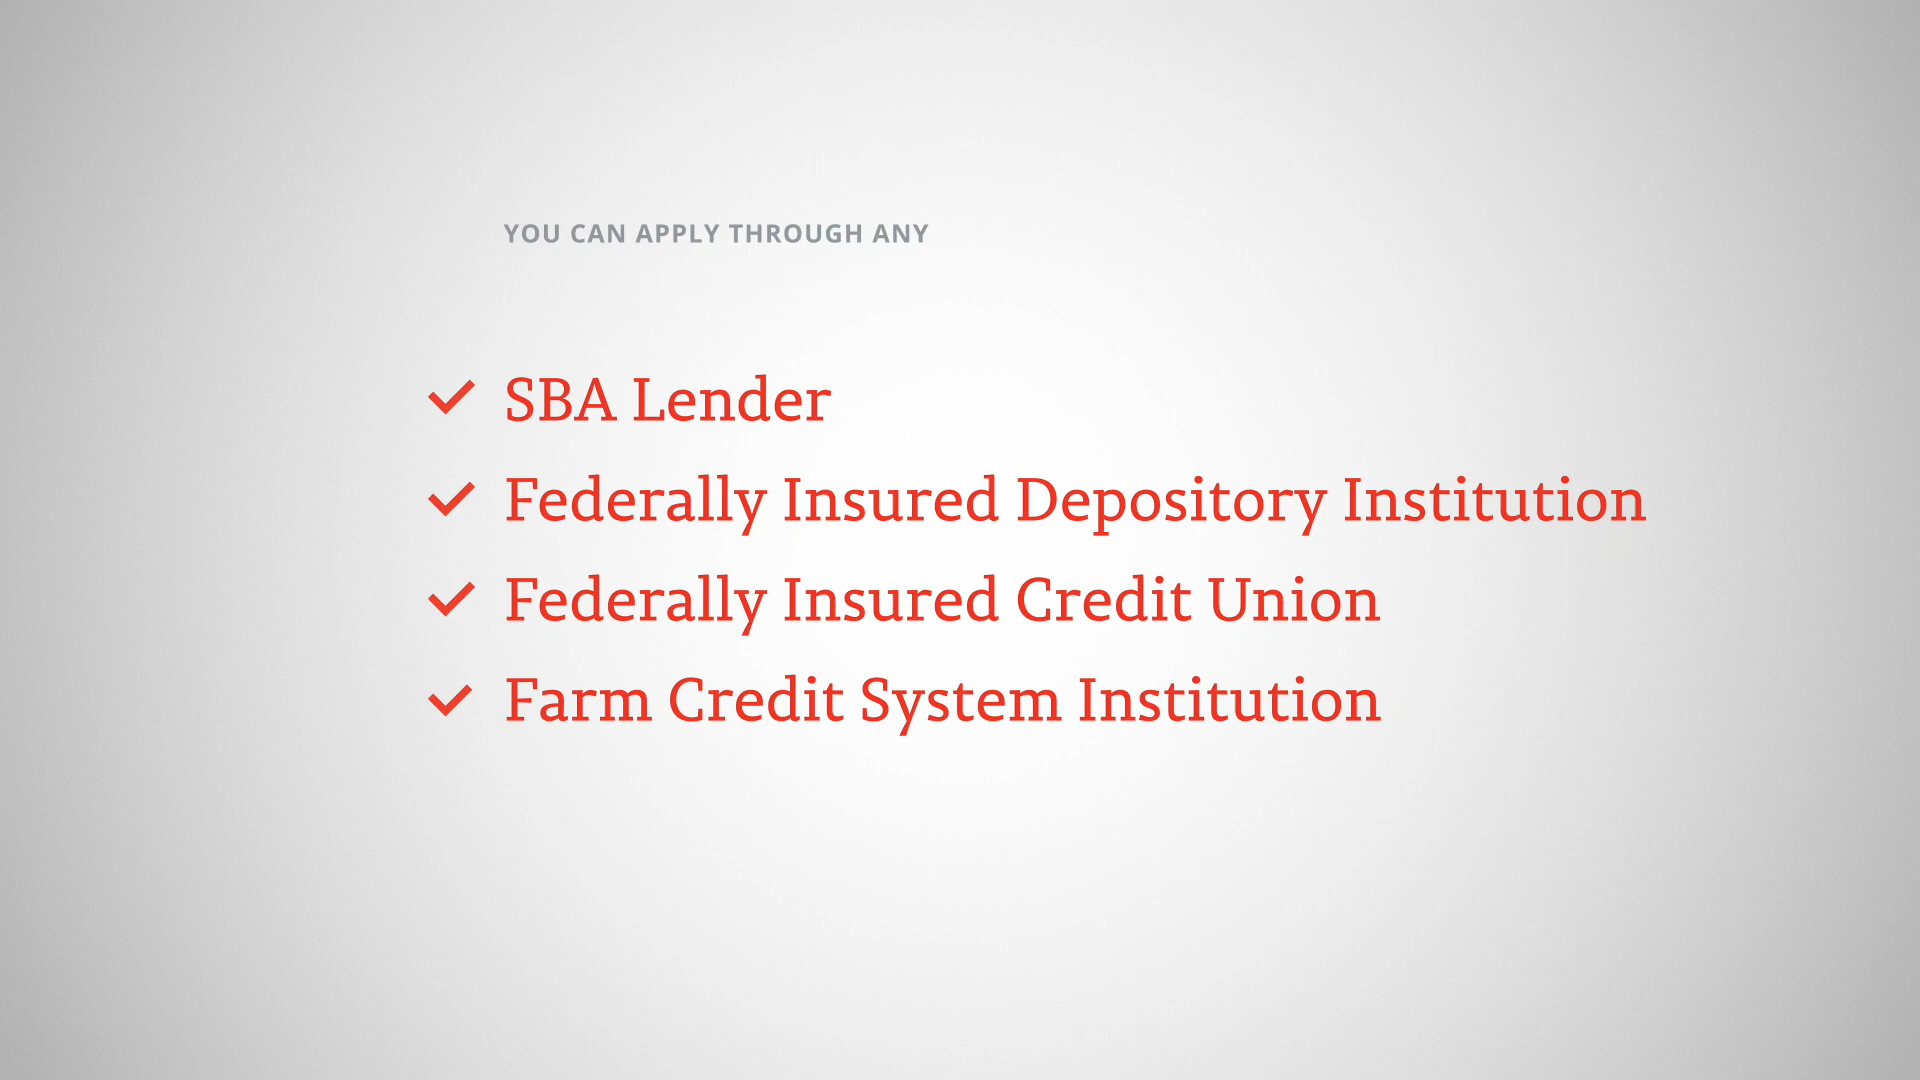 YOU CAN APPLY THROUGH ANY
SBA Lender
Federally Insured Depository Institution
Federally Insured Credit Union
Farm Credit System Institution